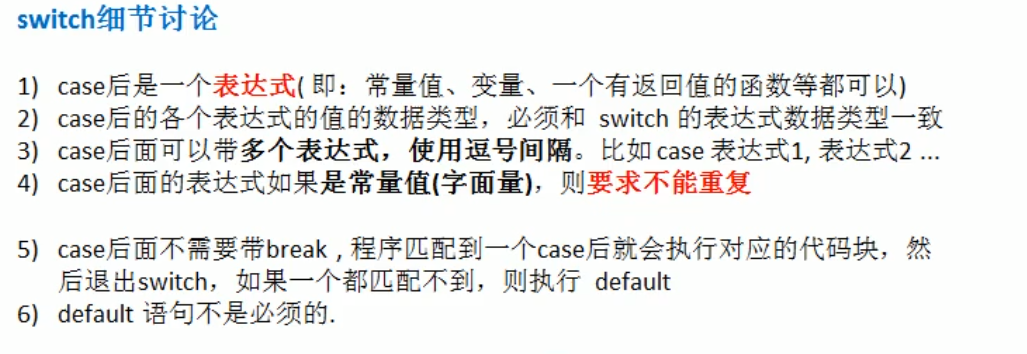 switch细节讨论
1) case后是一个表达式( 即：常量值、变量、一个有返回值的函数等都可以)
2) case后的各个表达式的值的数据类型，必须和 switch 的表达式数据类型一致
3) case后面可以带多个表达式，使用逗号间隔。比如 case 表达式1, 表达式2 ...
4) case后面的表达式如果是常量值(字面量)，则要求不能重复
5) case后面不需要带break , 程序匹配到一个case后就会执行对应的代码块，然
后退出switch，如果一个都匹配不到，则执行 default
6) default 语句不是必须的.